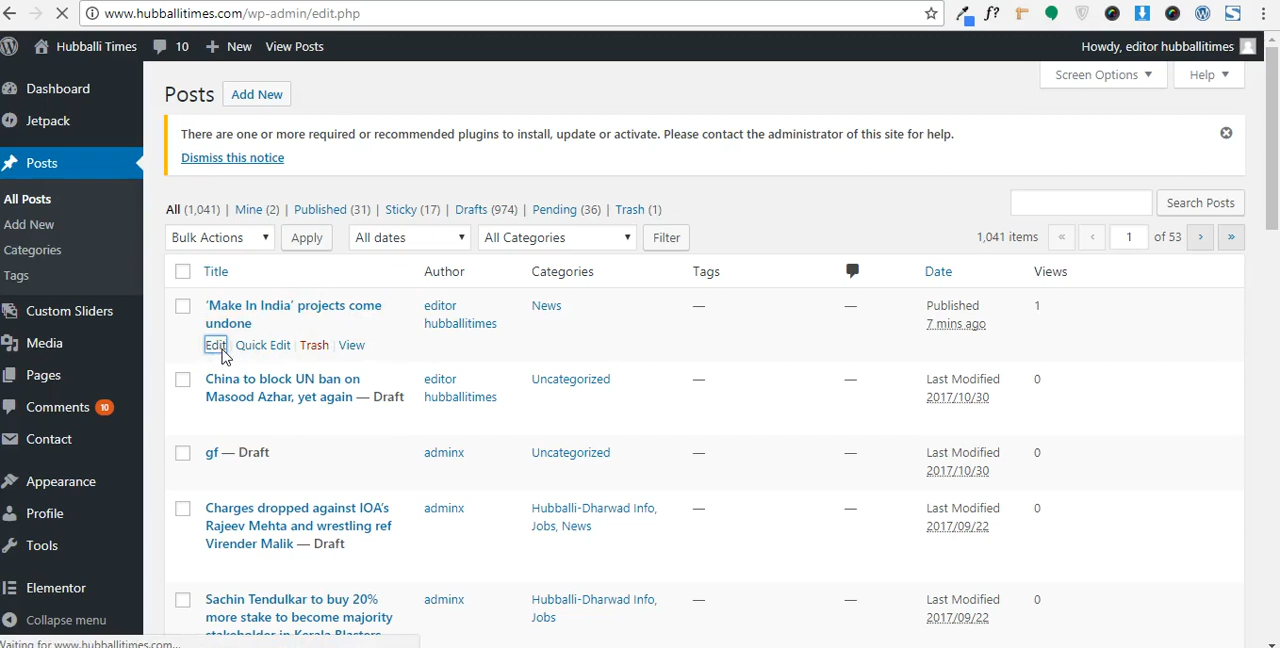 www.hubballitimes.com/wp-admin/edit.php
f?
Hubballi Times 10 New View Posts Howdy, editor hubballitimes
Screen Options Help
Dashboard
Jetpack
Posts
All Posts
Add New
Categories
Tags
Custom Sliders
Media
Pages
Comments 10
Contact
Appearance
Profile
Tools
Elementor
Collapse menu
Posts Add New
There are one or more required or recommended plugins to install, update or activate. Please contact the administrator of this site for help.
Dismiss this notice
All (1,041) | Mine (2) | Published (31) | Sticky (17) | Drafts (974) | Pending (36) | Trash (1)
Search Posts
Bulk Actions Apply All dates All Categories Filter 1,041 items « ‹ 1 of 53 › »
Title Author Categories Tags Date Views
‘Make In India’ projects come undone
Edit | Quick Edit | Trash | View
editor hubballitimes
News
—
—
Published
7 mins ago
1
China to block UN ban on
Masood Azhar, yet again — Draft
editor hubballitimes
Uncategorized
—
—
Last Modified
2017/10/30
0
gf — Draft
adminx
Uncategorized
—
—
Last Modified
2017/10/30
0
Charges dropped against IOA’s
Rajeev Mehta and wrestling ref
Virender Malik — Draft
adminx
Hubballi-Dharwad Info,
Jobs, News
—
—
Last Modified
2017/09/22
0
Sachin Tendulkar to buy 20%
more stake to become majority
stakeholder in Kerala Blasters
adminx
Hubballi-Dharwad Info,
Jobs
—
—
Last Modified
2017/09/22
0
Waiting for www.hubballitimes.com...